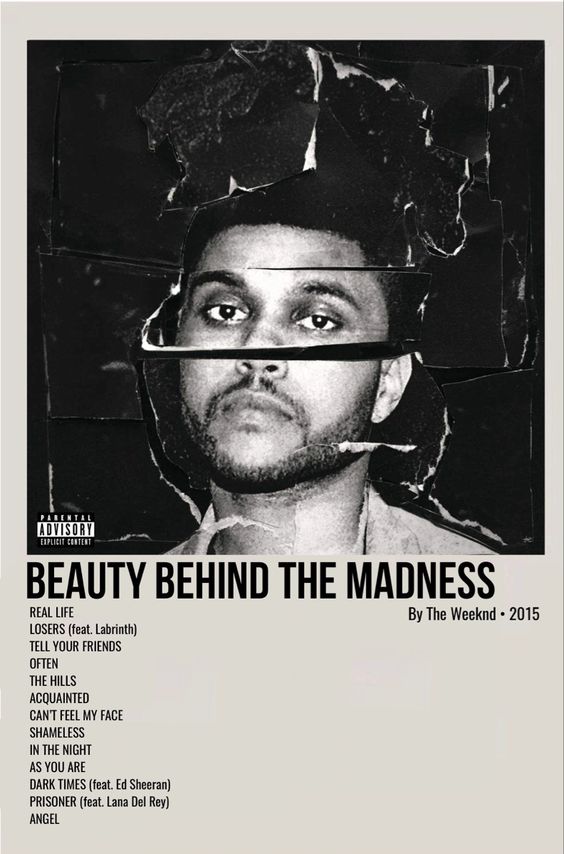 PARENTAL
ADVISORY
EXPLICIT CONTENT
BEAUTY BEHIND THE MADNESS
By The Weeknd • 2015
REAL LIFE
LOSERS (feat. Labrinth)
TELL YOUR FRIENDS
OFTEN
THE HILLS
ACQUAINTED
CAN'T FEEL MY FACE
SHAMELESS
IN THE NIGHT
AS YOU ARE
DARK TIMES (feat. Ed Sheeran)
PRISONER (feat. Lana Del Rey)
ANGEL